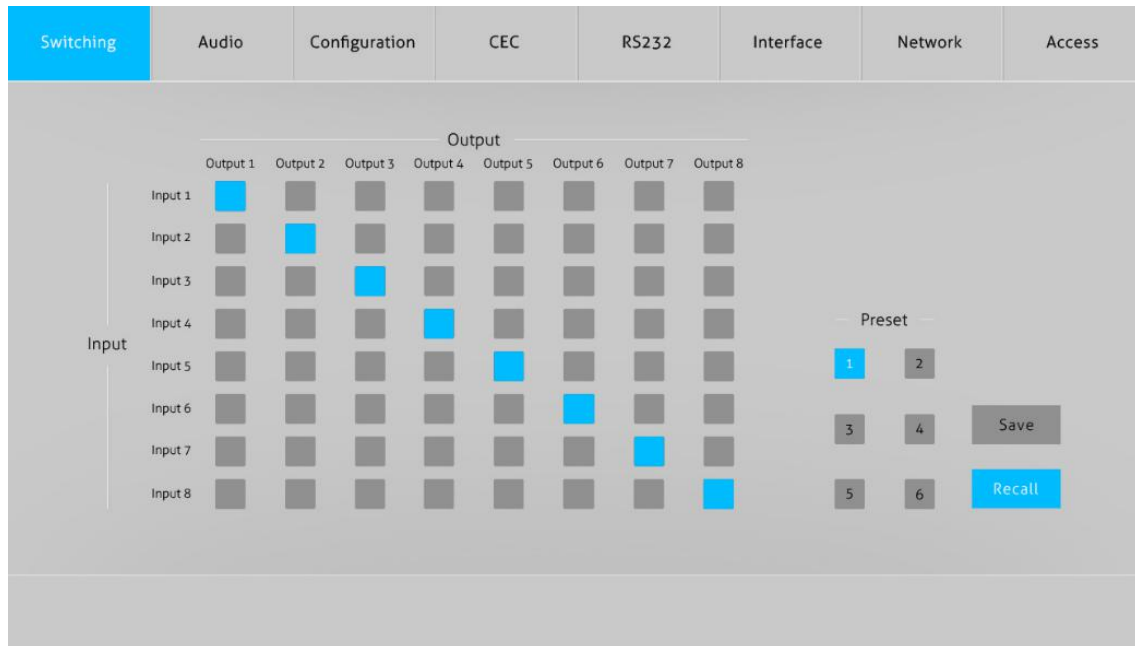 Switching Audio Configuration CEC RS232 Interface Network Access
Output
Output 1 Output 2 Output 3 Output 4 Output 5 Output 6 Output 7 Output 8
Input 1
Input 2
Input 3
Input 4
Input
Input 5
Input 6
Input 7
Input 8
Preset
1 2
3 4 Save
5 6 Recall